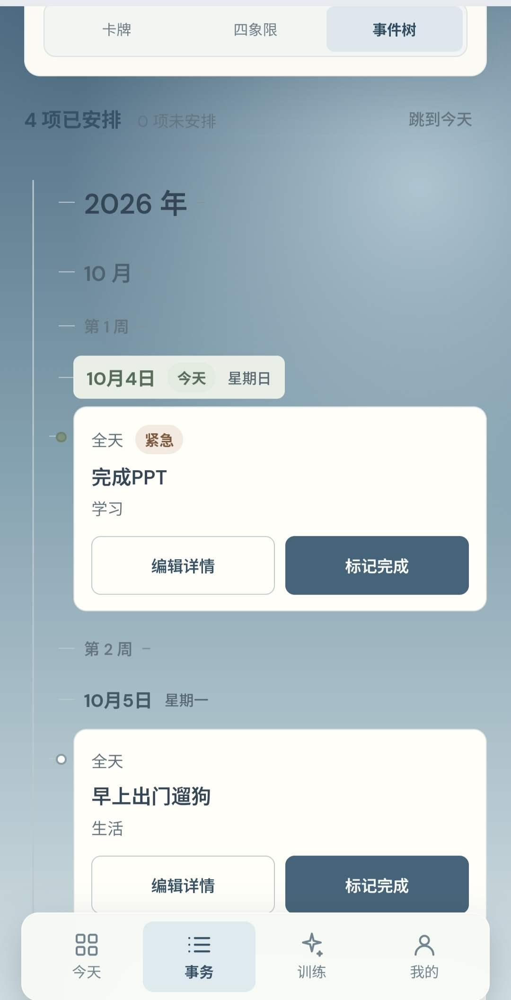 卡牌 四象限 事件树
4 项已安排 0 项未安排 跳到今天
2026 年 –
10 月 –
第 1 周 –
10月4日 今天 星期日
全天 紧急
完成PPT
学习
编辑详情 标记完成
第 2 周 –
10月5日 星期一
全天
早上出门遛狗
生活
编辑详情 标记完成
今天 事务 训练 我的